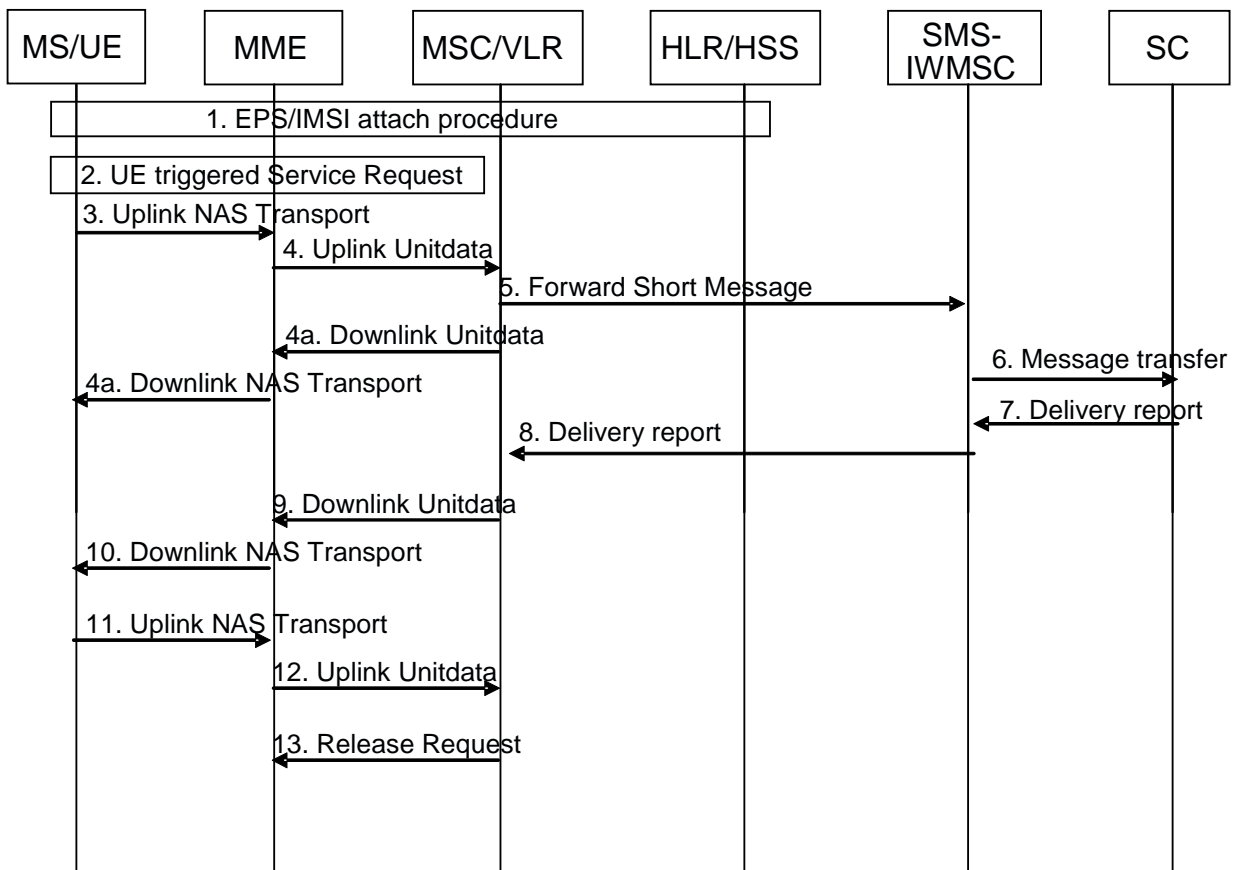 MS/UE
MME
MSC/VLR
HLR/HSS
SMS-
IWMSC
SC
1. EPS/IMSI attach procedure
2. UE triggered Service Request
3. Uplink NAS Transport
4. Uplink Unitdata
5. Forward Short Message
4a. Downlink Unitdata
6. Message transfer
4a. Downlink NAS Transport
7. Delivery report
8. Delivery report
9. Downlink Unitdata
10. Downlink NAS Transport
11. Uplink NAS Transport
12. Uplink Unitdata
13. Release Request